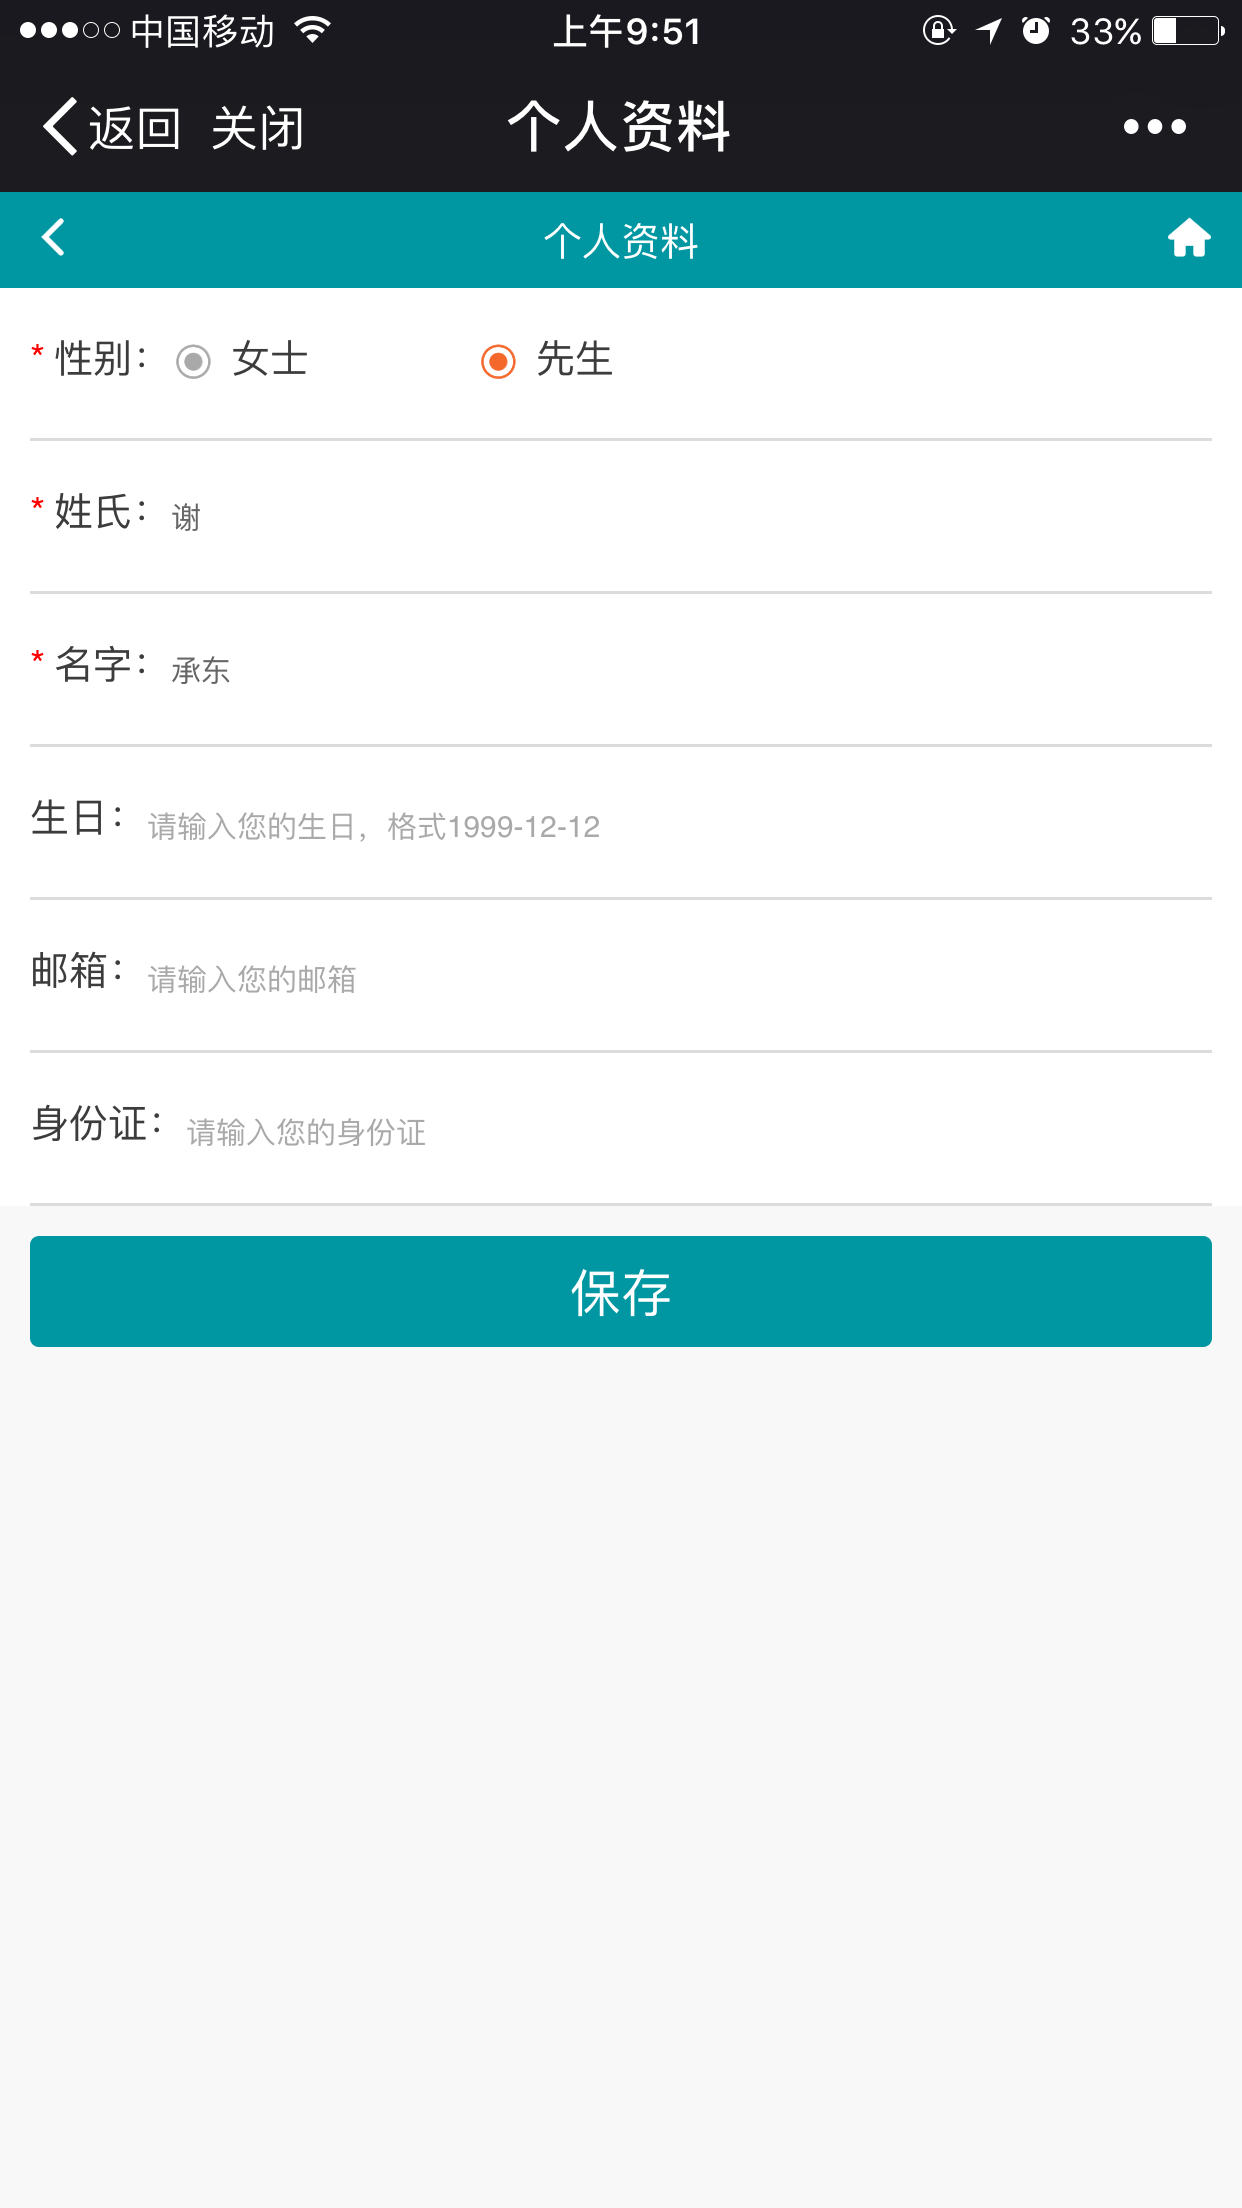 中国移动 上午9:51 33%
返回 关闭 个人资料
个人资料
* 性别： 女士 先生
* 姓氏： 谢
* 名字： 承东
生日： 请输入您的生日，格式1999-12-12
邮箱： 请输入您的邮箱
身份证： 请输入您的身份证
保存